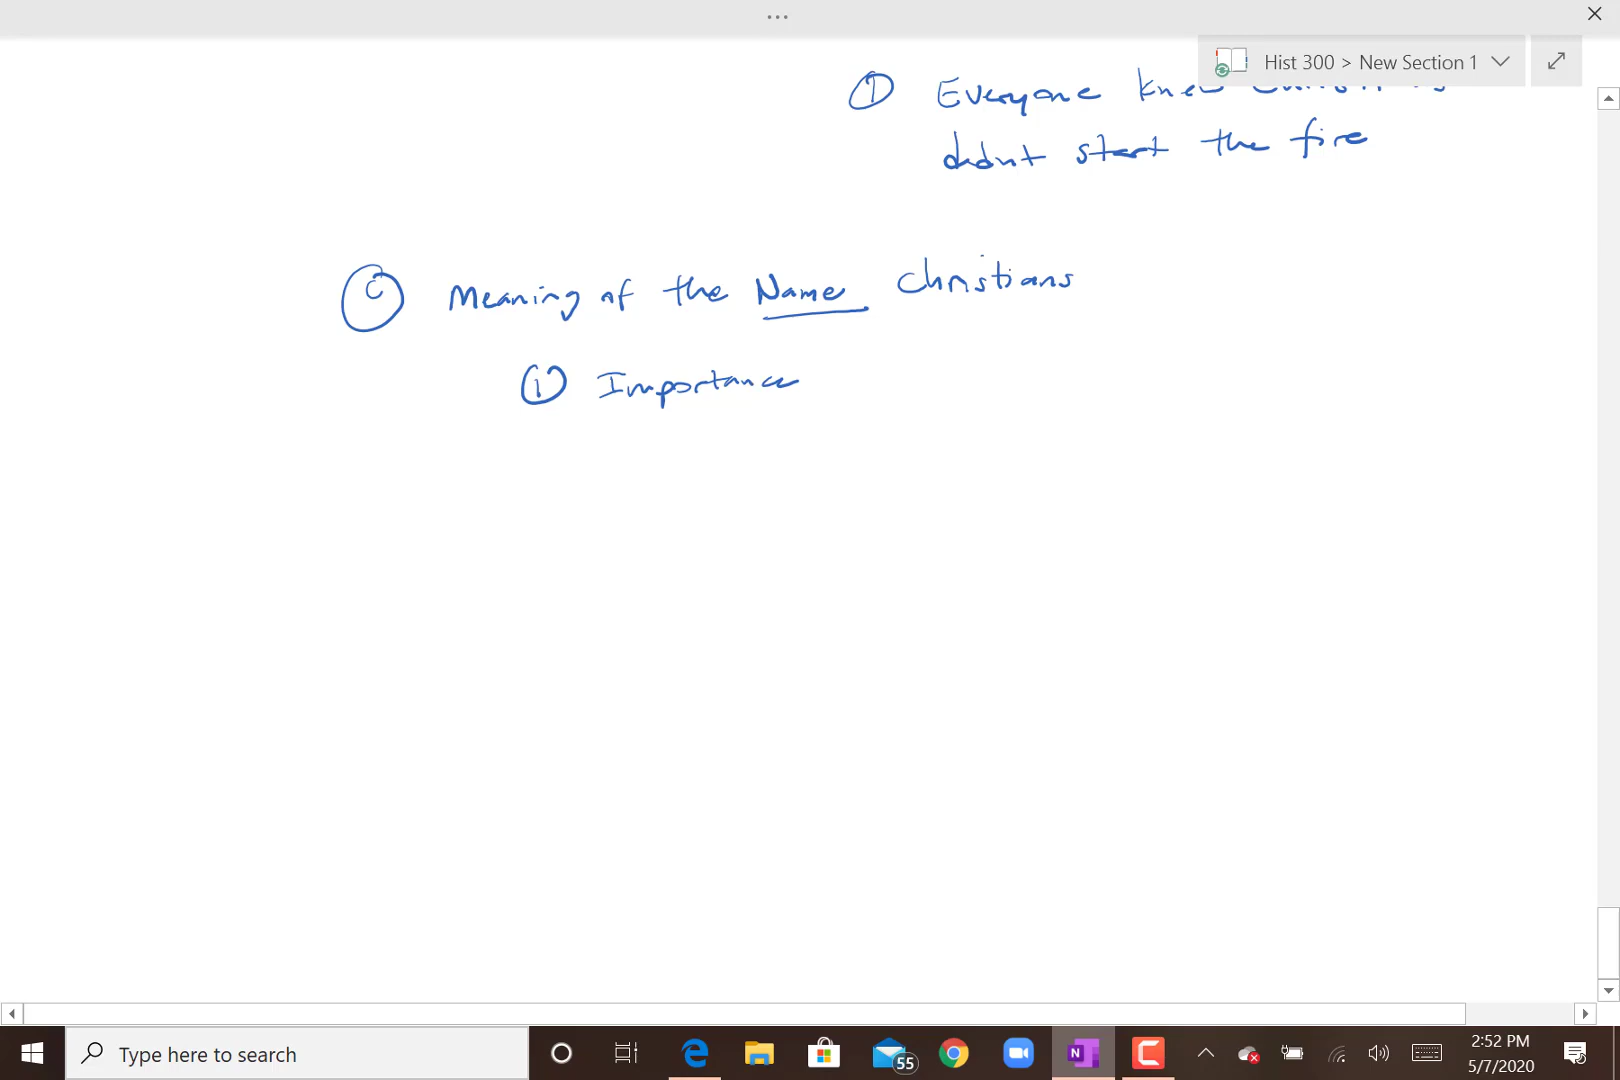 Hist 300 > New Section 1
① Everyone knew
didnt start the fire
C Meaning of the Name Christians
① Importance
Type here to search
55
N
2:52 PM
5/7/2020